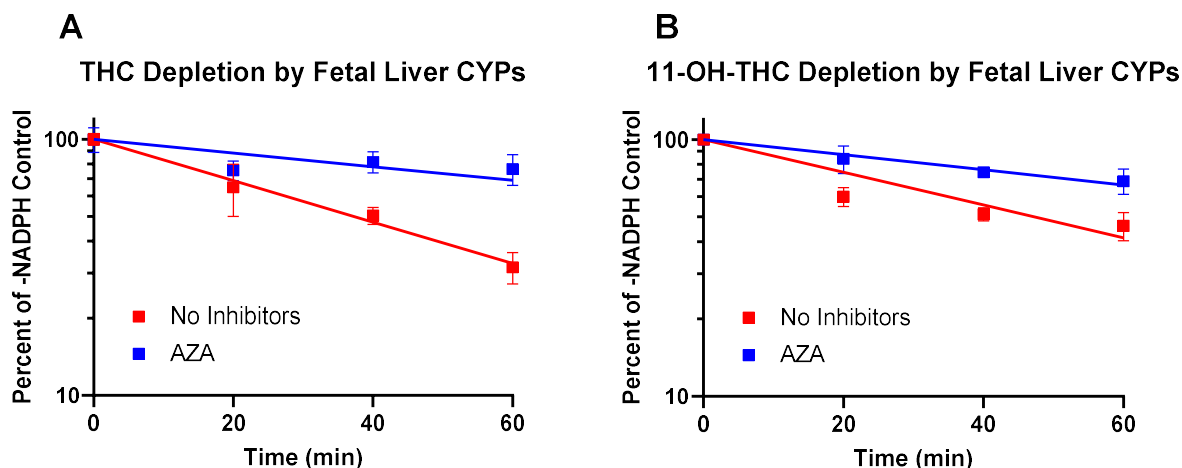 A
THC Depletion by Fetal Liver CYPs
Percent of -NADPH Control
100
10
No Inhibitors
AZA
0
20
40
60
Time (min)
B
11-OH-THC Depletion by Fetal Liver CYPs
Percent of -NADPH Control
100
10
No Inhibitors
AZA
0
20
40
60
Time (min)